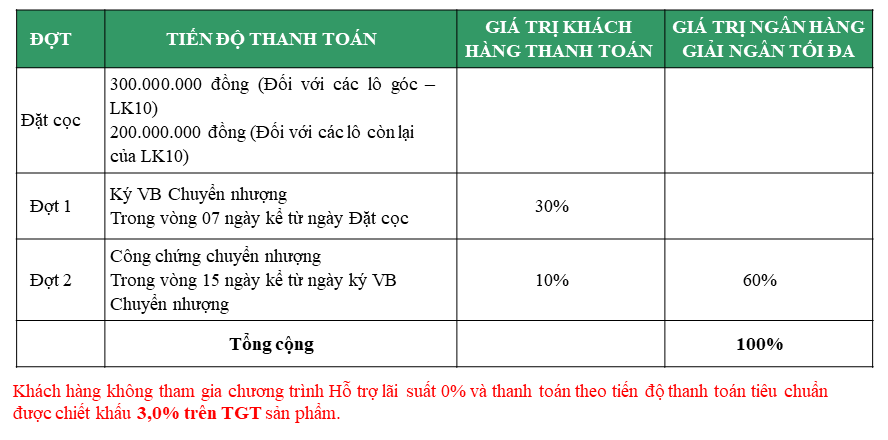 ĐỢT
TIẾN ĐỘ THANH TOÁN
GIÁ TRỊ KHÁCH
HÀNG THANH TOÁN
GIÁ TRỊ NGÂN HÀNG
GIẢI NGÂN TỐI ĐA
Đặt cọc
300.000.000 đồng (Đối với các lô góc –
LK10)
200.000.000 đồng (Đối với các lô còn lại
của LK10)
Đợt 1
Ký VB Chuyển nhượng
Trong vòng 07 ngày kể từ ngày Đặt cọc
30%
Đợt 2
Công chứng chuyển nhượng
Trong vòng 15 ngày kể từ ngày ký VB
Chuyển nhượng
10%
60%
Tổng cộng
100%
Khách hàng không tham gia chương trình Hỗ trợ lãi suất 0% và thanh toán theo tiến độ thanh toán tiêu chuẩn
được chiết khấu 3,0% trên TGT sản phẩm.